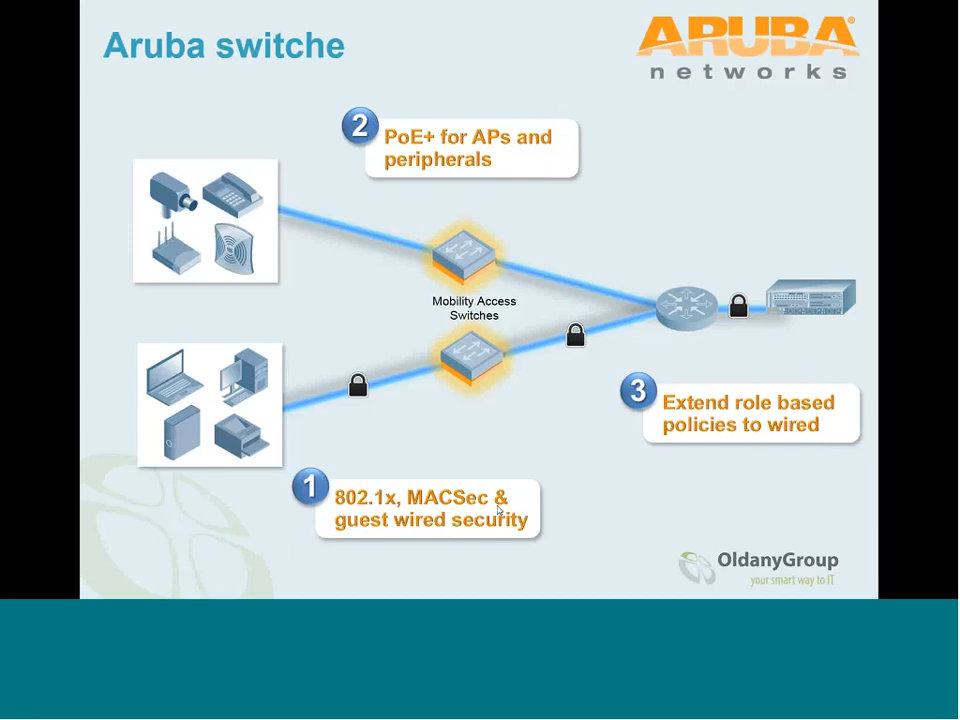 Aruba switche
ARUBA®
networks
2
PoE+ for APs and
peripherals
Mobility Access
Switches
3
Extend role based
policies to wired
1
802.1x, MACSec &
guest wired security
OldanyGroup
your smart way to IT